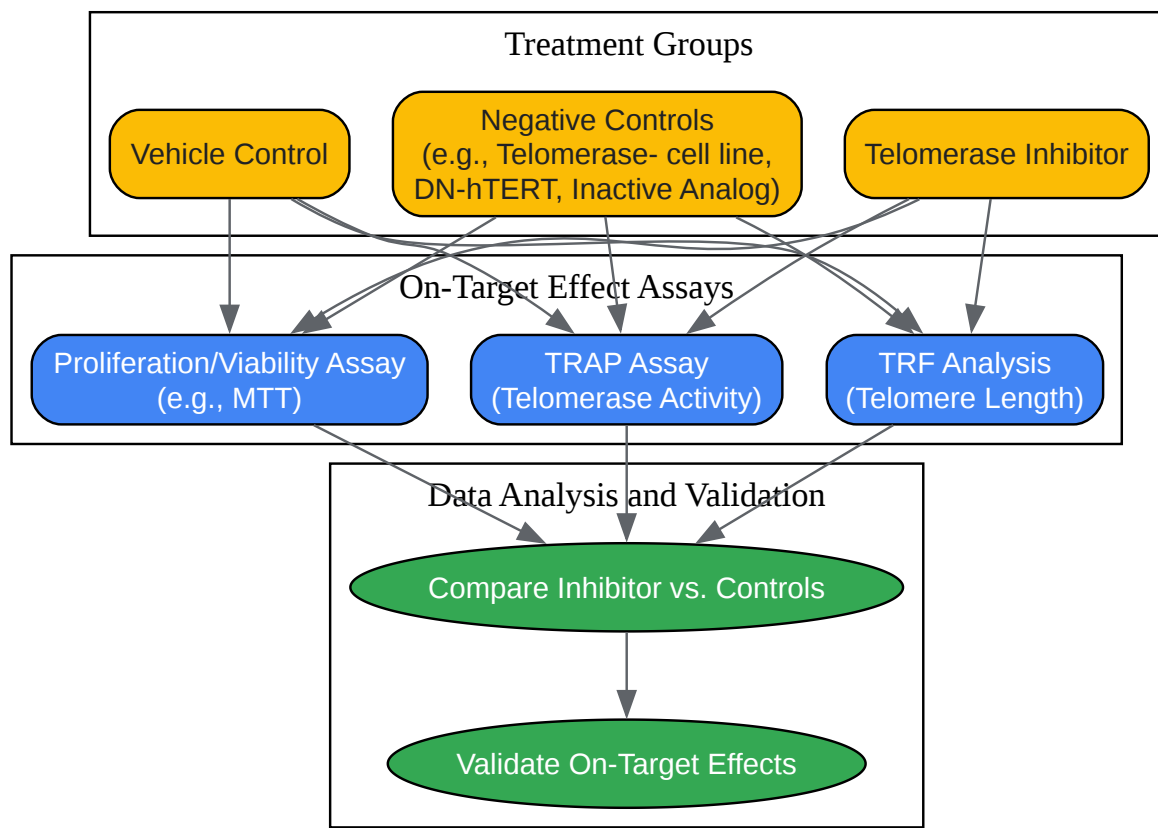 Treatment Groups
Vehicle Control
Negative Controls
(e.g., Telomerase- cell line,
DN-hTERT, Inactive Analog)
Telomerase Inhibitor
On-Target Effect Assays
Proliferation/Viability Assay
(e.g., MTT)
TRAP Assay
(Telomerase Activity)
TRF Analysis
(Telomere Length)
Data Analysis and Validation
Compare Inhibitor vs. Controls
Validate On-Target Effects